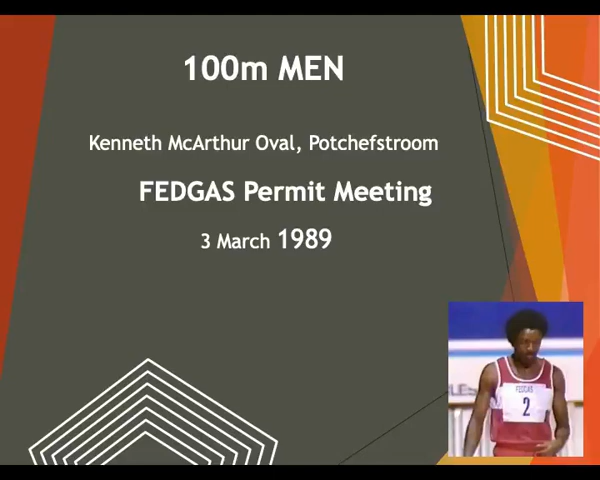 100m MEN
Kenneth McArthur Oval, Potchefstroom
FEDGAS Permit Meeting
3 March 1989
FEDGAS
2